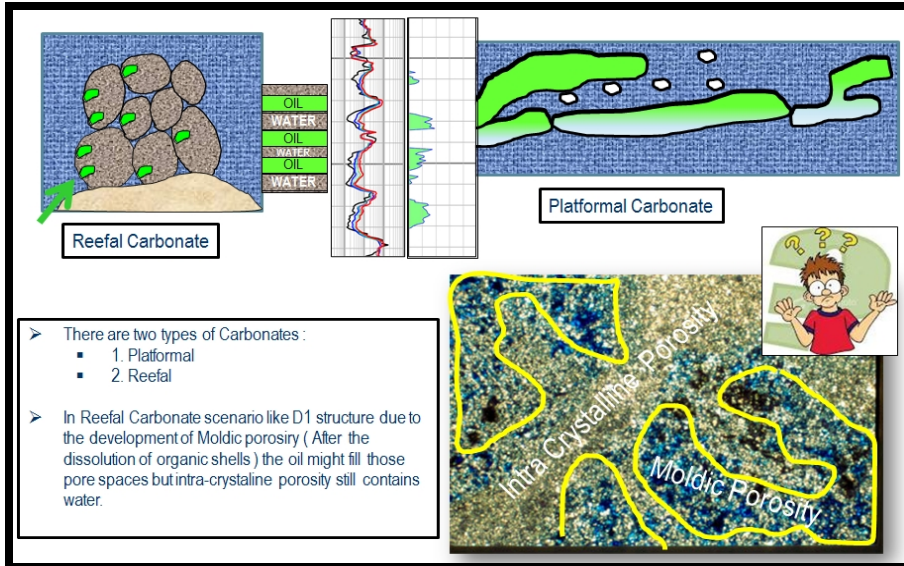 OIL
WATER
OIL
WATER
OIL
WATER
Reefal Carbonate
Platformal Carbonate
? ? ?
➢ There are two types of Carbonates :
▪ 1. Platformal
▪ 2. Reefal
➢ In Reefal Carbonate scenario like D1 structure due to
the development of Moldic porosiry ( After the
dissolution of organic shells ) the oil might fill those
pore spaces but intra-crystaline porosity still contains
water.
Intra Crystalline Porosity
Moldic Porosity